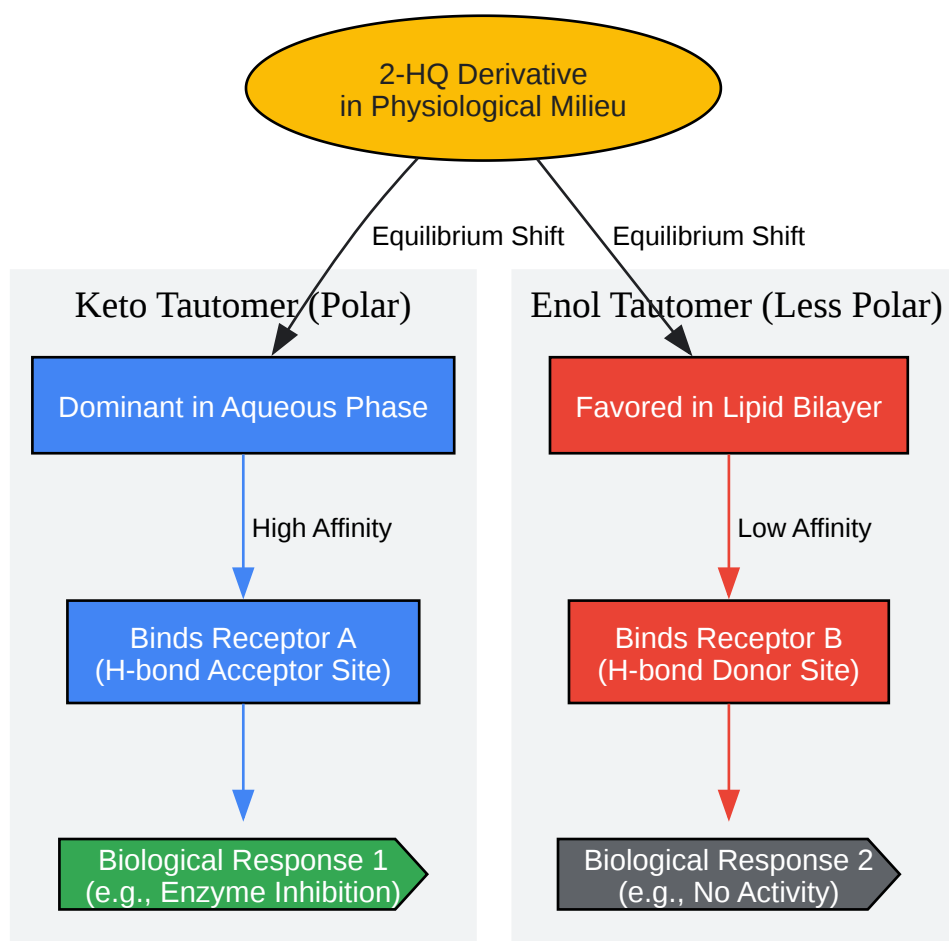 2-HQ Derivative
in Physiological Milieu
Equilibrium Shift
Equilibrium Shift
Keto Tautomer (Polar)
Enol Tautomer (Less Polar)
Dominant in Aqueous Phase
Favored in Lipid Bilayer
High Affinity
Low Affinity
Binds Receptor A
(H-bond Acceptor Site)
Binds Receptor B
(H-bond Donor Site)
Biological Response 1
(e.g., Enzyme Inhibition)
Biological Response 2
(e.g., No Activity)